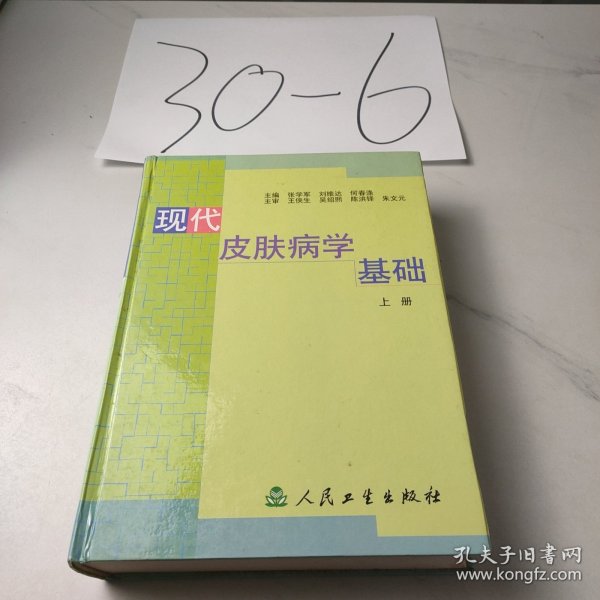 30-6
主编 张学军 刘维达 何春涤
主审 王侠生 吴绍熙 陈洪铎 朱文元
现代
皮肤病学
基础
上册
人民卫生出版社
孔夫子旧书网
www.kongfz.com